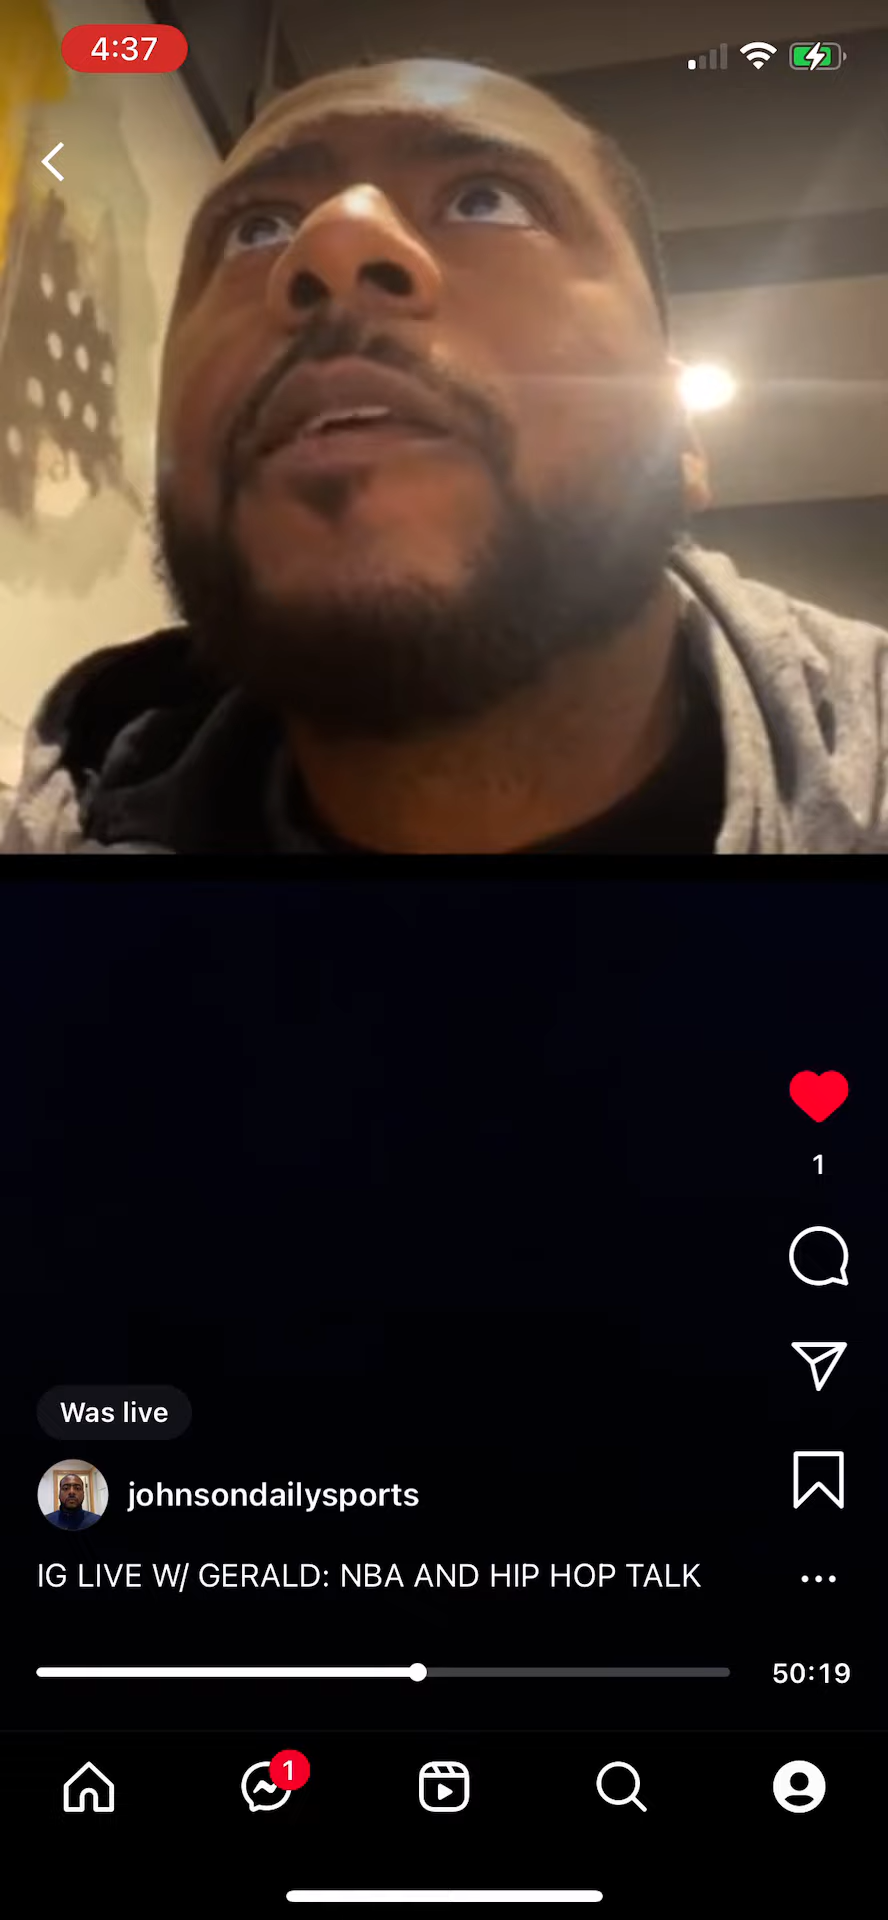 4:37
1
Was live
johnsondailysports
IG LIVE W/ GERALD: NBA AND HIP HOP TALK
50:19
1